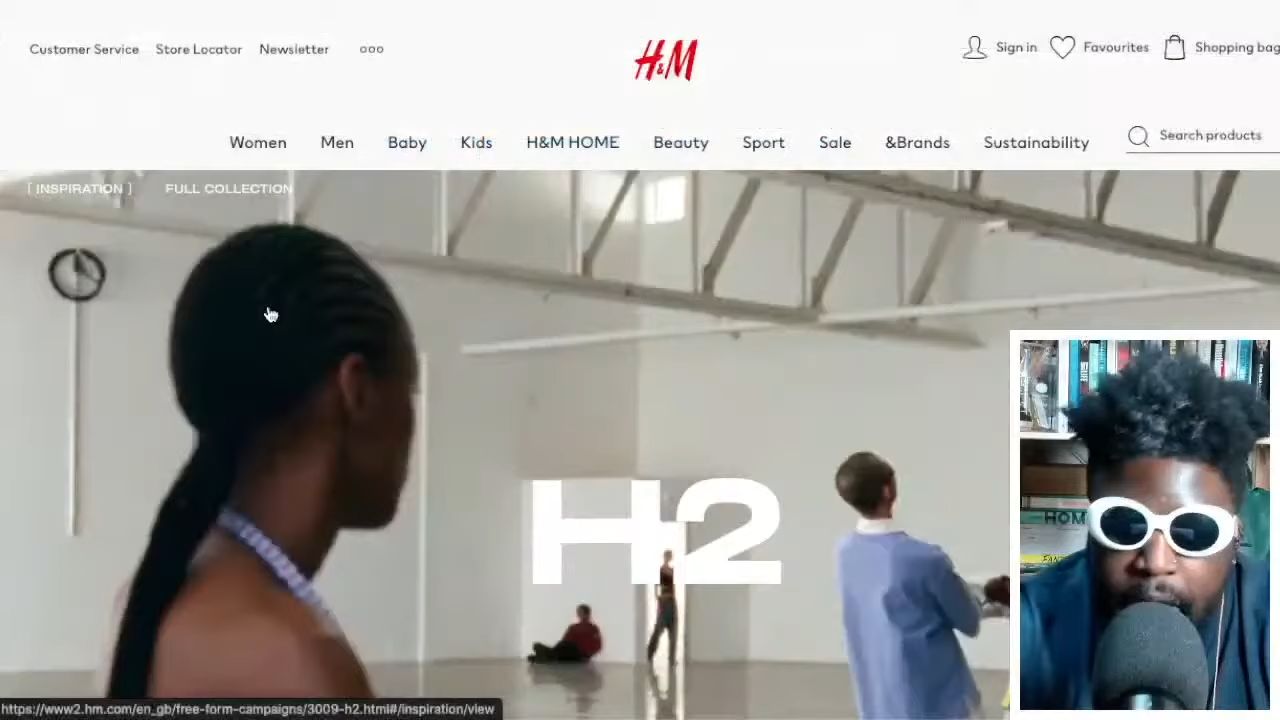 Customer Service Store Locator Newsletter
H&M
Sign in Favourites Shopping bag
Women Men Baby Kids H&M HOME Beauty Sport Sale &Brands Sustainability
Search products
[ INSPIRATION ] FULL COLLECTION
H2
HOM
https://www2.hm.com/en_gb/free-form-campaigns/3009-h2.html#/inspiration/view